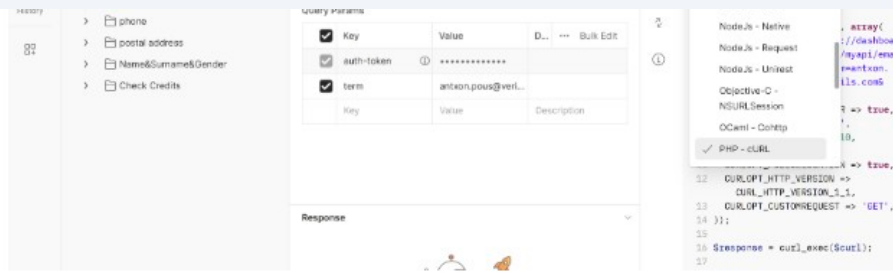 History
phone
postal address
Name&Surname&Gender
Check Credits
Query Params
Key Value D... ... Bulk Edit
auth-token *************
term antxon.pous@veri...
Key Value Description
Response
NodeJs - Native
NodeJs - Request
NodeJs - Unirest
Objective-C -
NSURLSession
OCaml - Cohttp
PHP - cURL
, array(
://dashboa
/myapi/ema
=antxon.
ils.com&
R => true,
10,
=> true,
12 CURLOPT_HTTP_VERSION =>
CURL_HTTP_VERSION_1_1,
13 CURLOPT_CUSTOMREQUEST => 'GET',
14 ));
15
16 $response = curl_exec($curl);
17